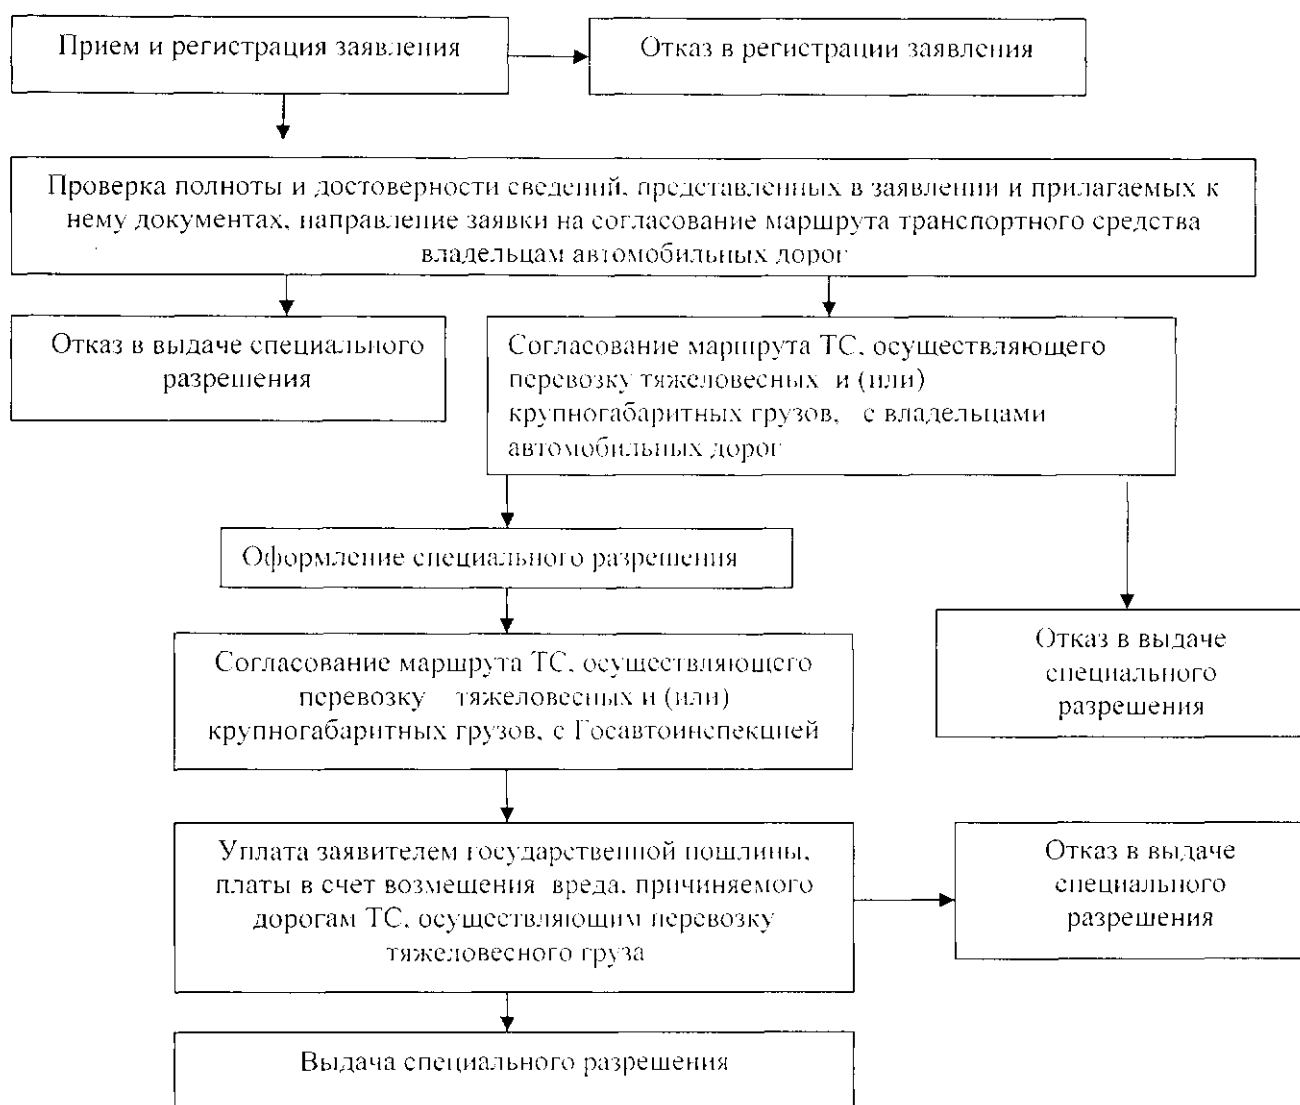 Прием и регистрация заявления
Отказ в регистрации заявления
Проверка полноты и достоверности сведений, представленных в заявлении и прилагаемых к
нему документах, направление заявки на согласование маршрута транспортного средства
владельцам автомобильных дорог
Отказ в выдаче специального
разрешения
Согласование маршрута ТС, осуществляющего
перевозку тяжеловесных и (или)
крупногабаритных грузов, с владельцами
автомобильных дорог
Оформление специального разрешения
Отказ в выдаче
специального
разрешения
Согласование маршрута ТС, осуществляющего
перевозку тяжеловесных и (или)
крупногабаритных грузов, с Госавтоинспекцией
Уплата заявителем государственной пошлины,
платы в счет возмещения вреда, причиняемого
дорогам ТС, осуществляющим перевозку
тяжеловесного груза
Отказ в выдаче
специального
разрешения
Выдача специального разрешения